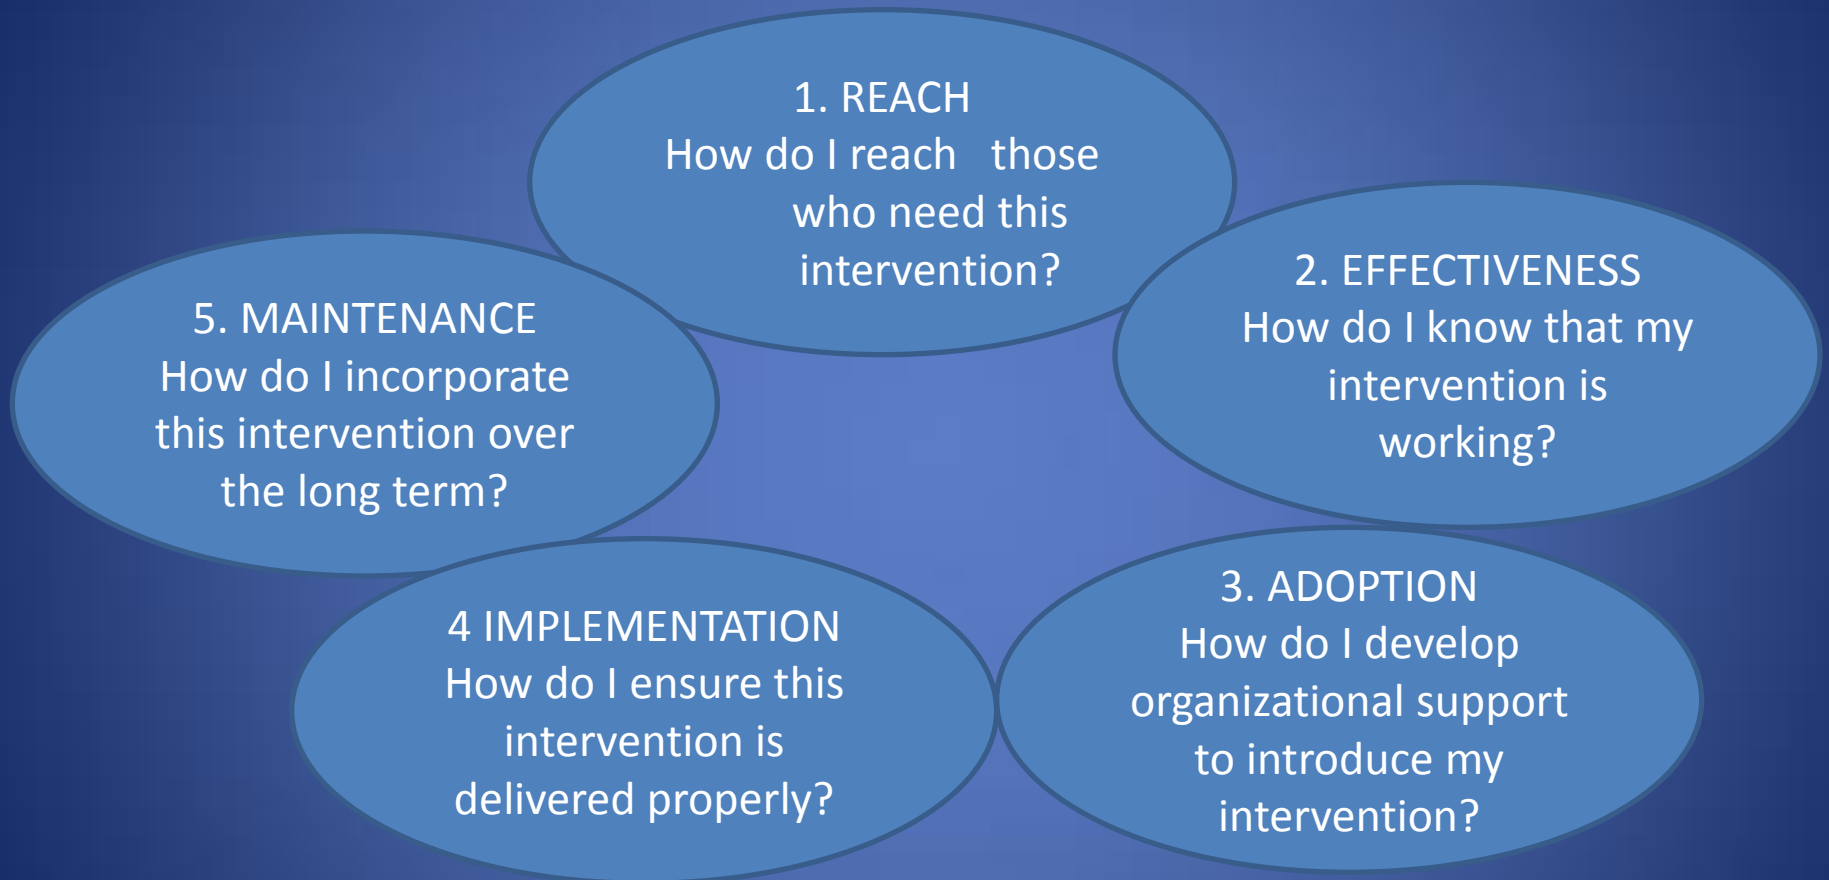 1. REACH
How do I reach those
who need this
intervention?
2. EFFECTIVENESS
How do I know that my
intervention is
working?
3. ADOPTION
How do I develop
organizational support
to introduce my
intervention?
4 IMPLEMENTATION
How do I ensure this
intervention is
delivered properly?
5. MAINTENANCE
How do I incorporate
this intervention over
the long term?